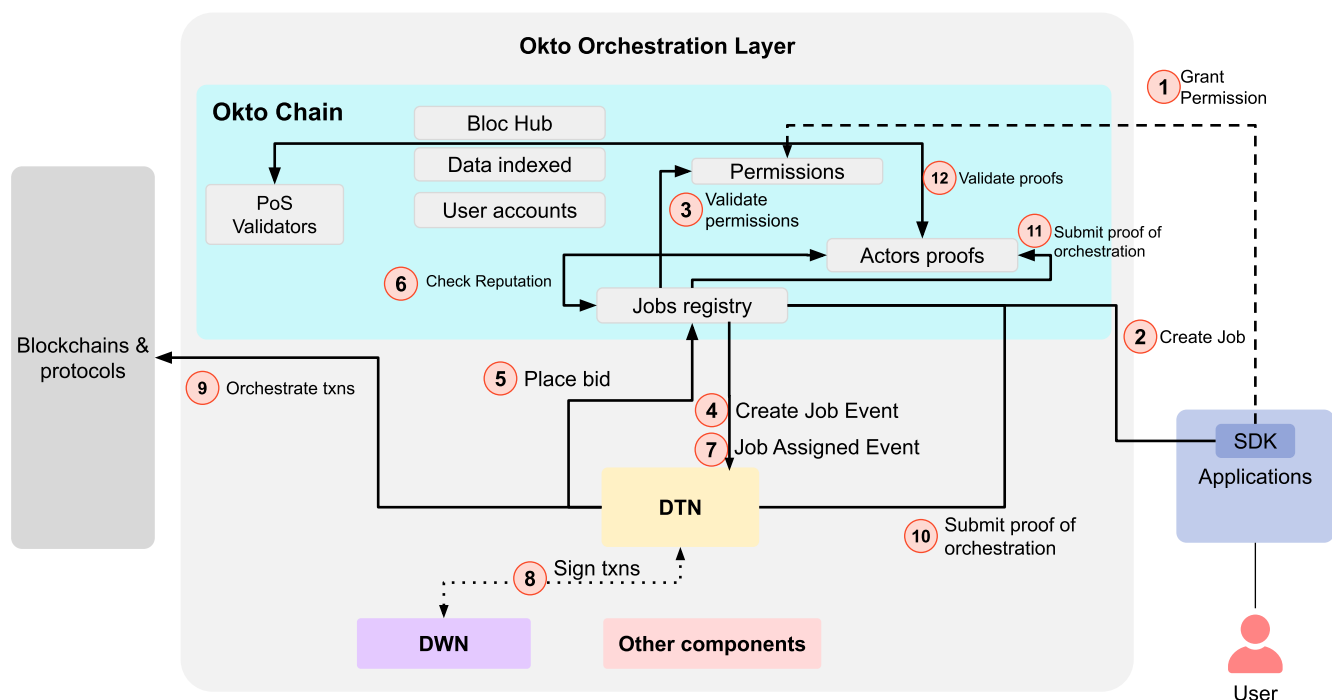 Okto Orchestration Layer
1
Grant
Permission
Okto Chain
Bloc Hub
Data indexed
User accounts
PoS
Validators
Permissions
12
Validate proofs
3
Validate
permissions
11
Submit proof of
orchestration
Actors proofs
6
Check Reputation
Jobs registry
2
Create Job
Blockchains &
protocols
9
Orchestrate txns
5
Place bid
4
Create Job Event
7
Job Assigned Event
SDK
Applications
DTN
10
Submit proof of
orchestration
8
Sign txns
DWN
Other components
User